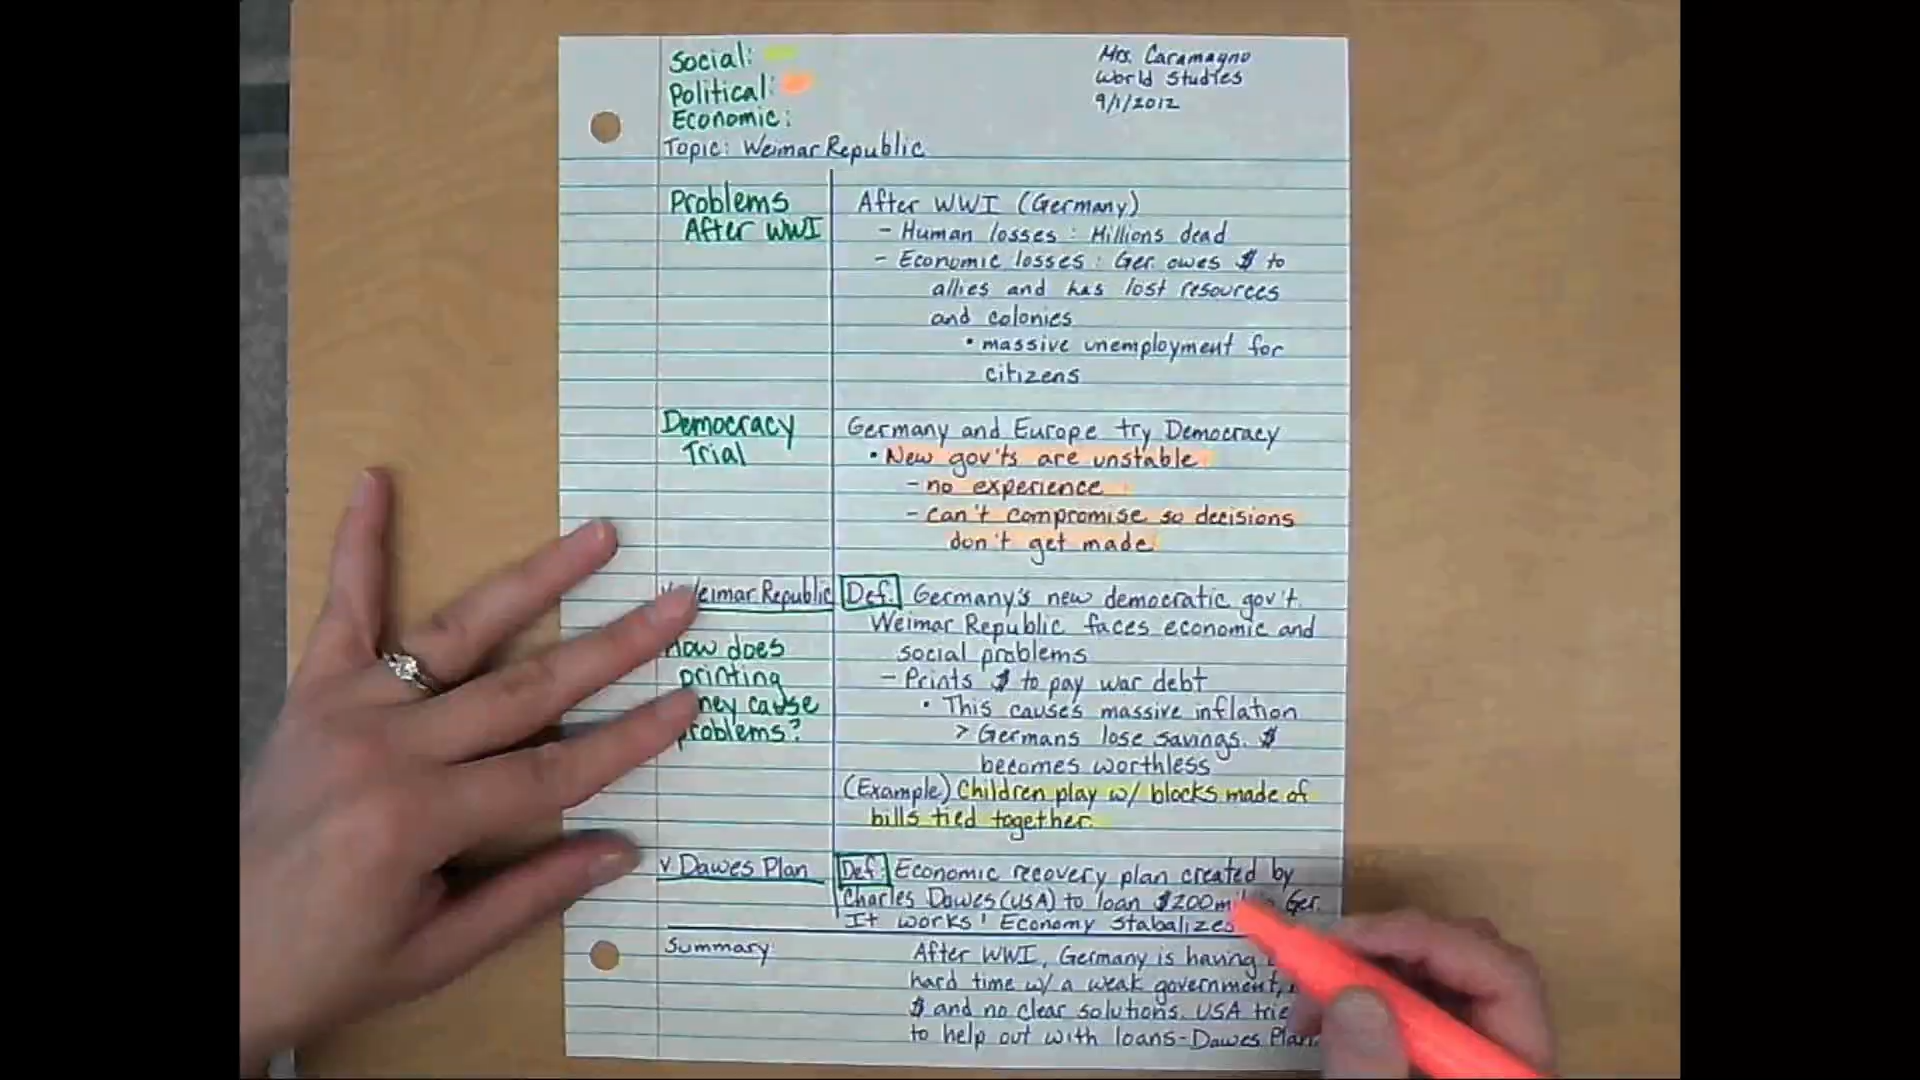 Social:
Political:
Economic:
Mrs. Caramagno
World Studies
9/1/2012
Topic: Weimar Republic
Problems
After WWI
After WWI (Germany)
- Human losses: Millions dead
- Economic losses: Ger. owes $ to
allies and has lost resources
and colonies
• massive unemployment for
citizens
Democracy
Trial
Germany and Europe try Democracy
• New gov'ts are unstable
- no experience
- can't compromise so decisions
don't get made
Weimar Republic
Def. Germany's new democratic gov't.
Weimar Republic faces economic and
social problems
How does
printing
cause
problems?
- Prints $ to pay war debt
• This causes massive inflation
> Germans lose savings. $
becomes worthless
(Example) Children play w/ blocks made of
bills tied together.
v Dawes Plan
Def: Economic recovery plan created by
Charles Dawes (USA) to loan $200 Ger.
It works! Economy stabalizes
Summary
After WWI, Germany is having
hard time w/ a weak government,
$ and no clear solutions. USA
to help out with loans-Dawes Plan.